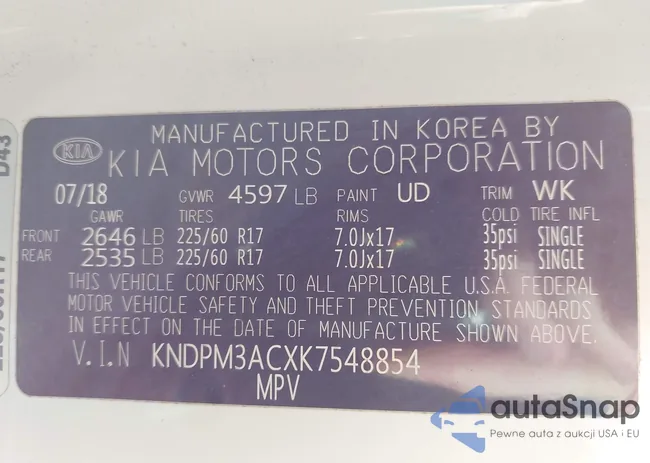 D43
MANUFACTURED IN KOREA BY
KIA KIA MOTORS CORPORATION
07/18 GVWR 4597 LB PAINT UD TRIM WK
GAWR TIRES RIMS COLD TIRE INFL
FRONT 2646 LB 225/60 R17 7.0Jx17 35psi SINGLE
REAR 2535 LB 225/60 R17 7.0Jx17 35psi SINGLE
THIS VEHICLE CONFORMS TO ALL APPLICABLE U.S.A. FEDERAL
MOTOR VEHICLE SAFETY AND THEFT PREVENTION STANDARDS
IN EFFECT ON THE DATE OF MANUFACTURE SHOWN ABOVE.
V.I.N KNDPM3ACXK7548854
MPV
autaSnap
Pewne auta z aukcji USA i EU